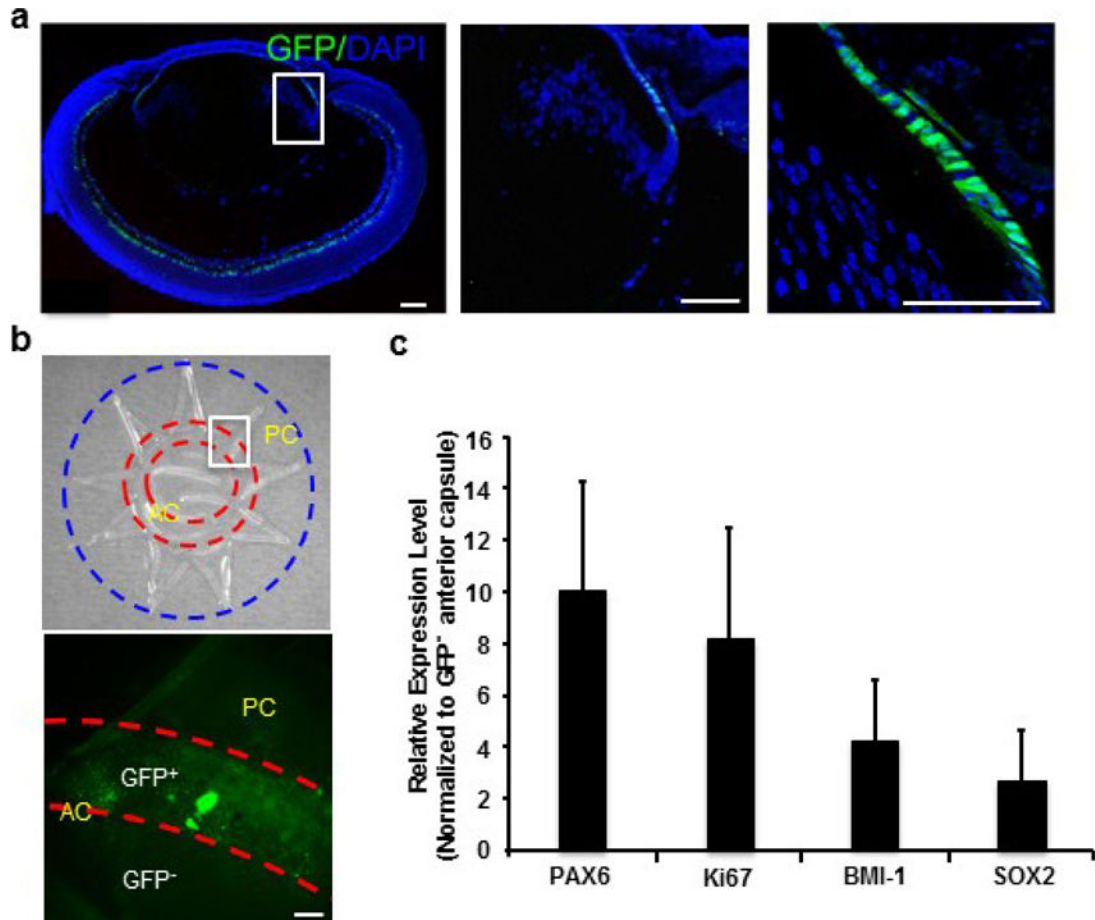 a
GFP/DAPI
b
PC
AC
PC
GFP⁺
AC
GFP⁻
c
Relative Expression Level
(Normalized to GFP⁻ anterior capsule)
16
14
12
10
8
6
4
2
0
PAX6 Ki67 BMI-1 SOX2